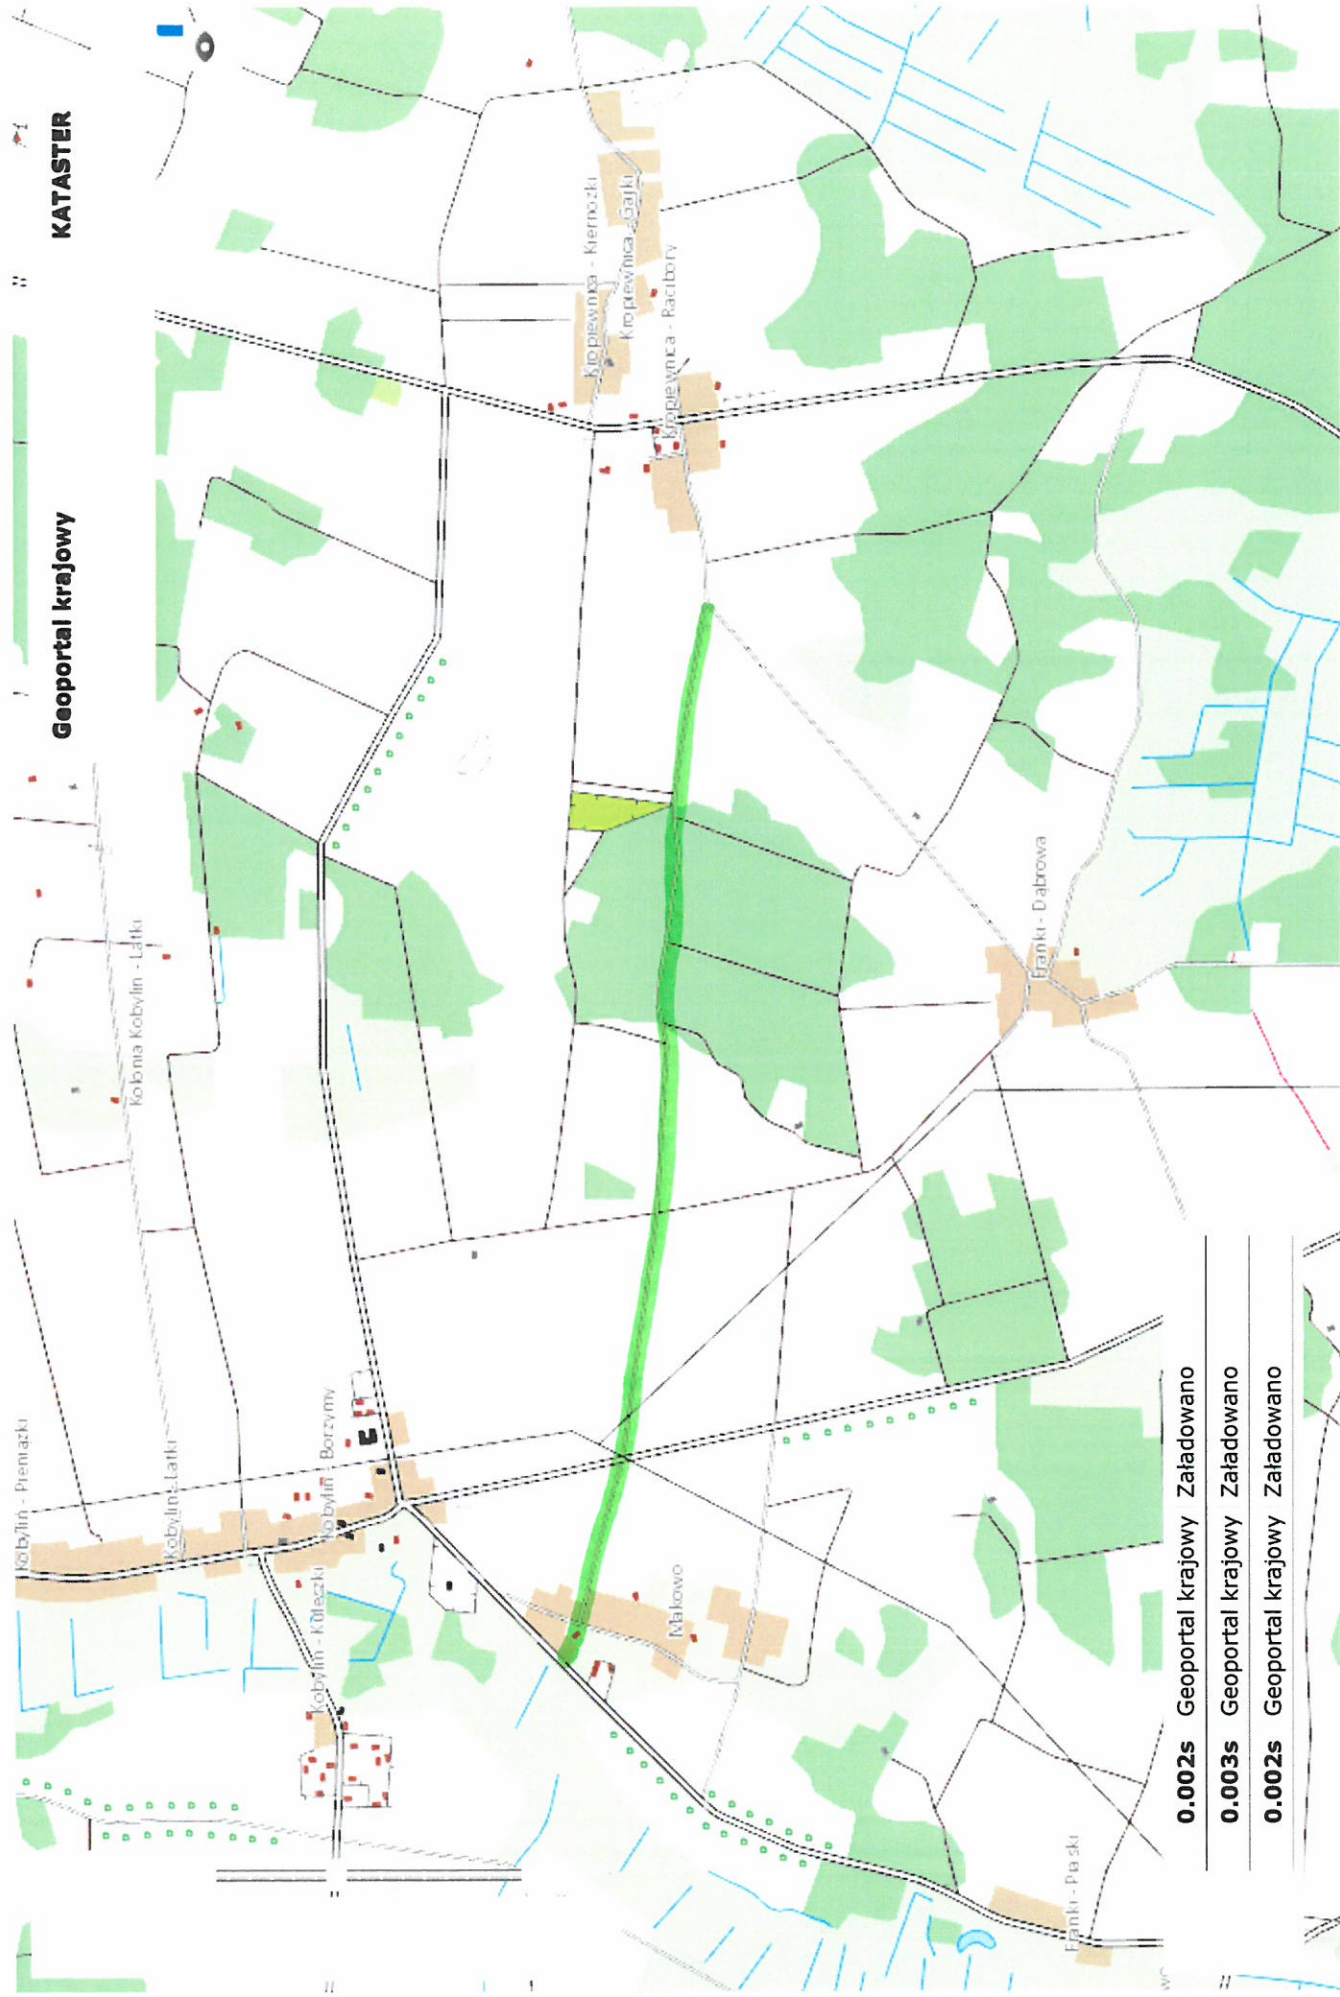 Geoportal krajowy
KATASTER
Kobylin - Pieniążki
Kobylin - Latki
Kolonia Kobylin - Latki
Kobylin - Borzymy
Kobylin - Kuleszki
Makowo
Kropiewnica - Kiernozki
Kropiewnica - Gajki
Kropiewnica - Racibory
Franki - Dąbrowa
Franki - Piaski
0.002s Geoportal krajowy Załadowano
0.003s Geoportal krajowy Załadowano
0.002s Geoportal krajowy Załadowano